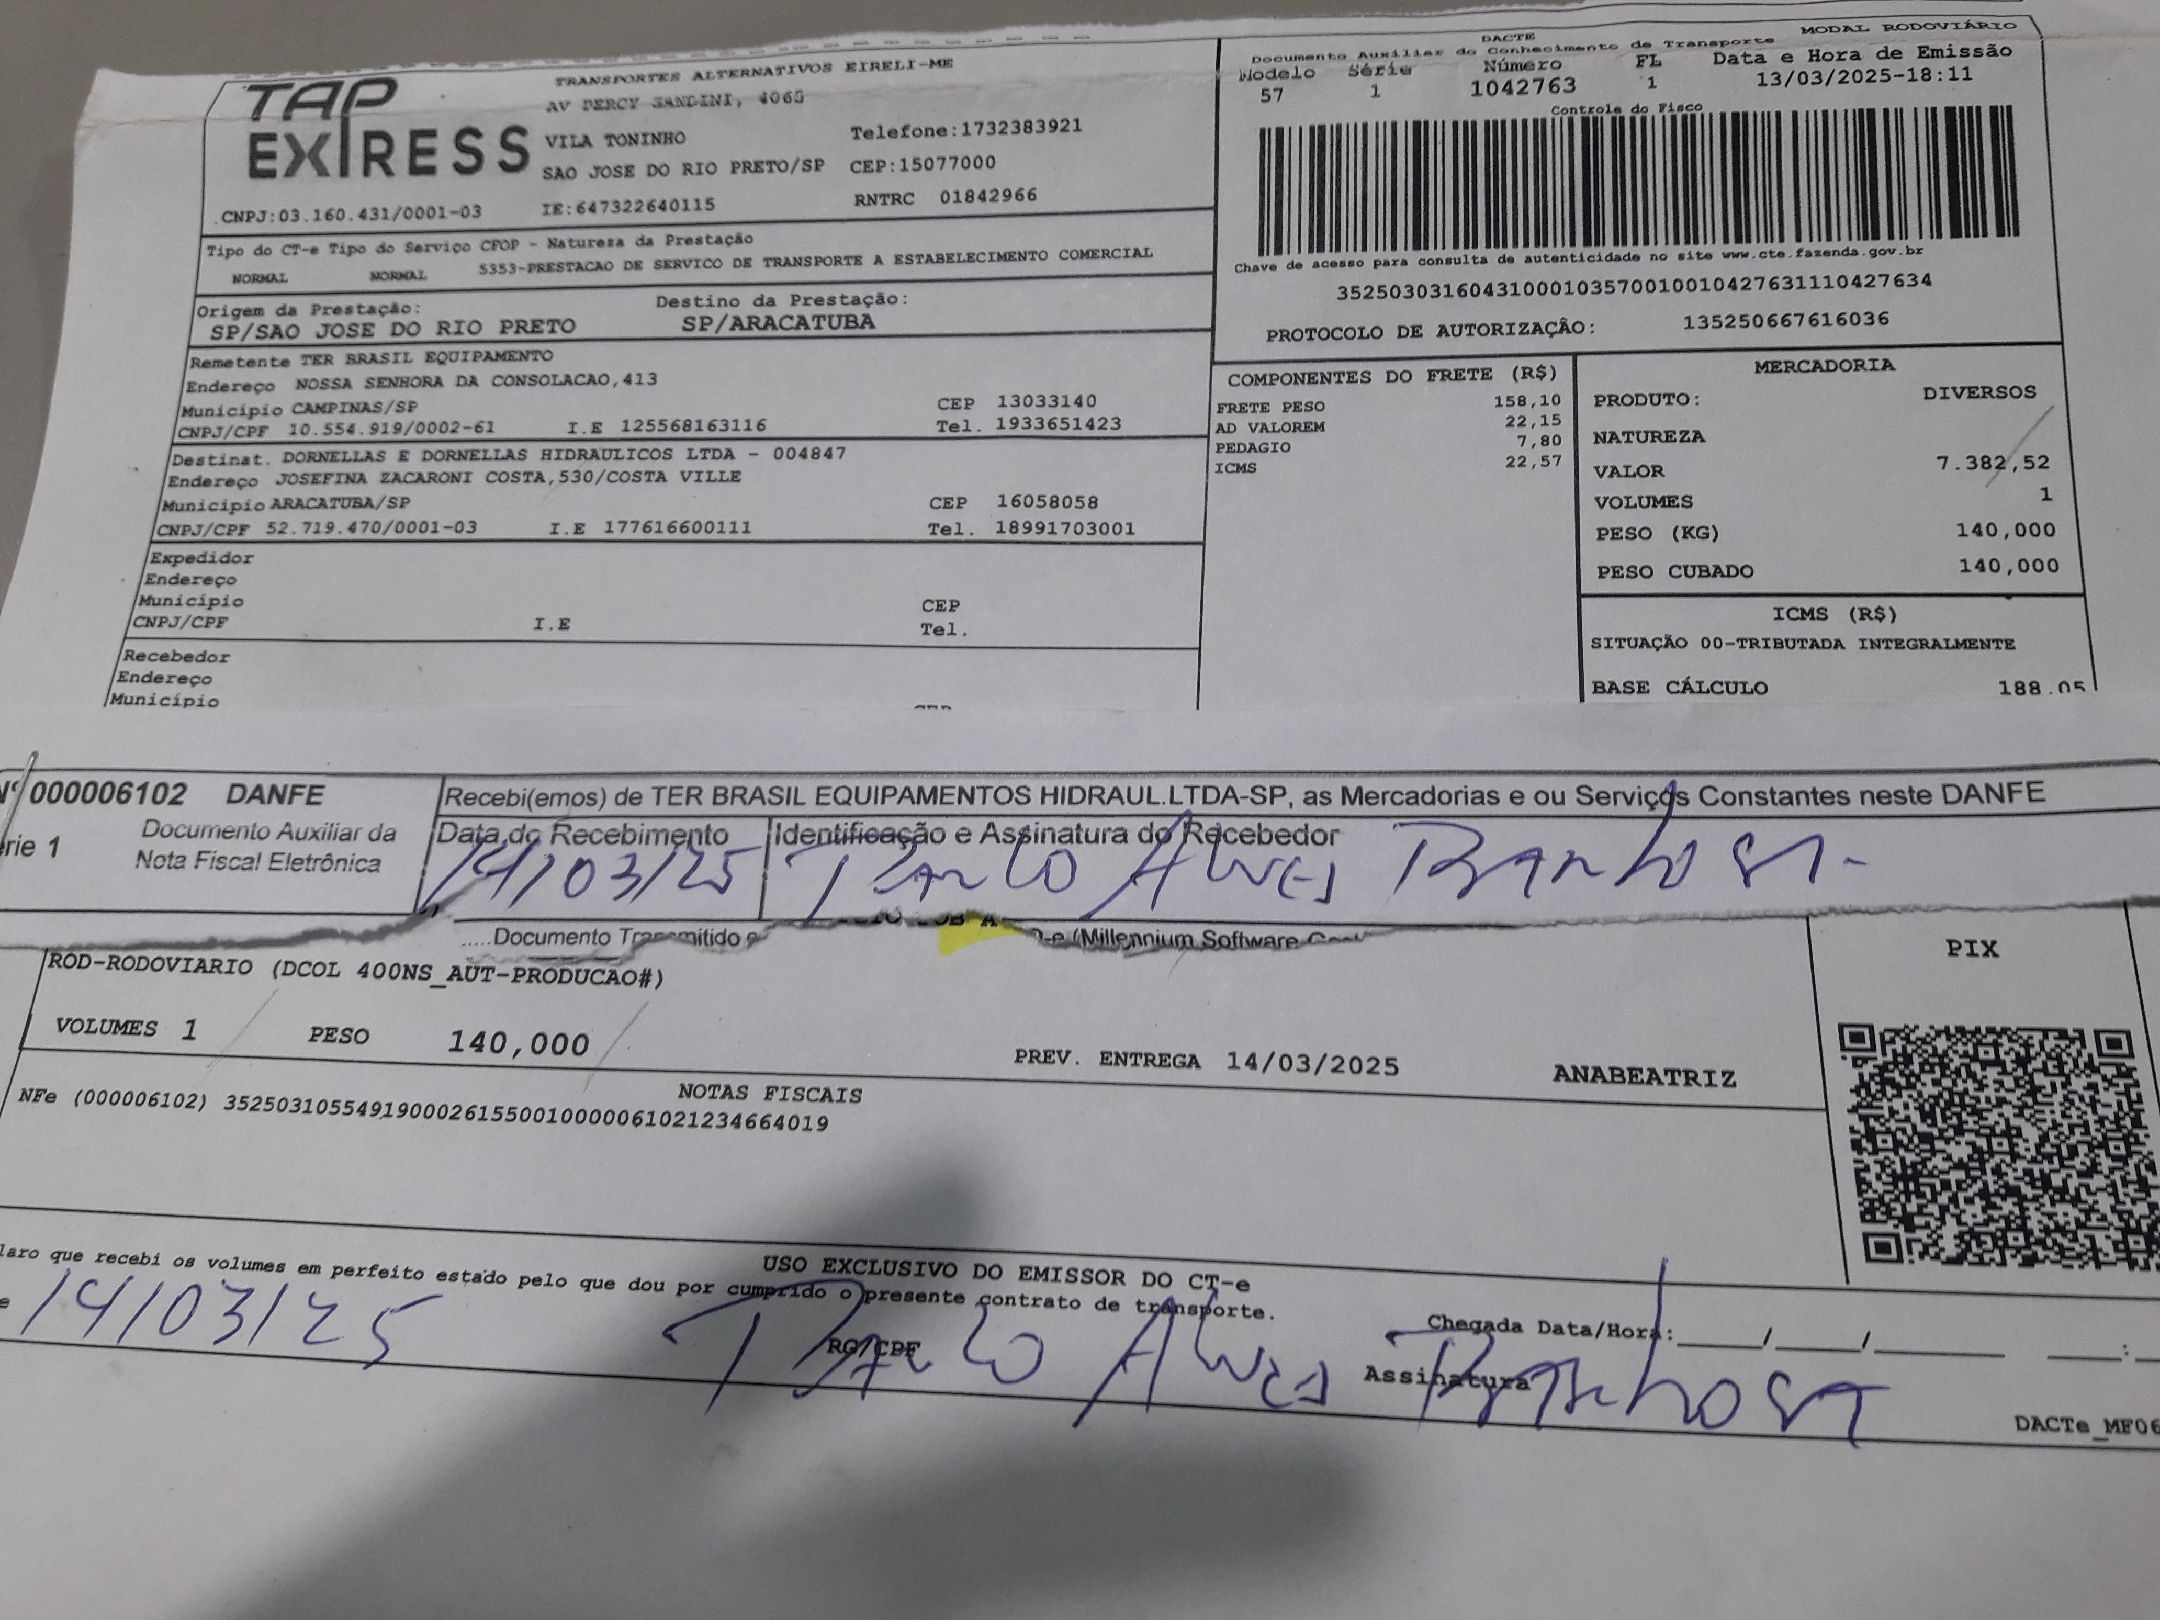 TAP EXPRESS
TRANSPORTES ALTERNATIVOS EIRELI-ME
AV PERCY GANDINI, 4065
VILA TONINHO Telefone:1732383921
SAO JOSE DO RIO PRETO/SP CEP:15077000
CNPJ:03.160.431/0001-03 IE:647322640115 RNTRC 01842966
Tipo do CT-e Tipo do Serviço CFOP - Natureza da Prestação
NORMAL NORMAL 5353-PRESTACAO DE SERVICO DE TRANSPORTE A ESTABELECIMENTO COMERCIAL
Origem da Prestação: Destino da Prestação:
SP/SAO JOSE DO RIO PRETO SP/ARACATUBA
Remetente TER BRASIL EQUIPAMENTO
Endereço NOSSA SENHORA DA CONSOLACAO,413
Município CAMPINAS/SP CEP 13033140
CNPJ/CPF 10.554.919/0002-61 I.E 125568163116 Tel. 1933651423
Destinat. DORNELLAS E DORNELLAS HIDRAULICOS LTDA - 004847
Endereço JOSEFINA ZACARONI COSTA,530/COSTA VILLE
Município ARACATUBA/SP CEP 16058058
CNPJ/CPF 52.719.470/0001-03 I.E 177616600111 Tel. 18991703001
Expedidor
Endereço
Município CEP
CNPJ/CPF I.E Tel.
Recebedor
Endereço
Município CEP
DACTE MODAL RODOVIÁRIO
Documento Auxiliar do Conhecimento de Transporte
Modelo Série Número FL Data e Hora de Emissão
57 1 1042763 1 13/03/2025-18:11
Controle do Fisco
Chave de acesso para consulta de autenticidade no site www.cte.fazenda.gov.br
35250303160431000103570010010427631110427634
PROTOCOLO DE AUTORIZAÇÃO: 135250667616036
COMPONENTES DO FRETE (R$)
FRETE PESO 158,10
AD VALOREM 22,15
PEDAGIO 7,80
ICMS 22,57
MERCADORIA
PRODUTO: DIVERSOS
NATUREZA
VALOR 7.382,52
VOLUMES 1
PESO (KG) 140,000
PESO CUBADO 140,000
ICMS (R$)
SITUAÇÃO 00-TRIBUTADA INTEGRALMENTE
BASE CÁLCULO 188.05
Nº 000006102 DANFE Recebi(emos) de TER BRASIL EQUIPAMENTOS HIDRAUL.LTDA-SP, as Mercadorias e ou Serviços Constantes neste DANFE
rie 1 Documento Auxiliar da Nota Fiscal Eletrônica
Data do Recebimento Identificação e Assinatura do Recebedor
14/03/25 Paulo Alves Barbosa
.....Documento Transmitido e -e (Millennium Software
ROD-RODOVIARIO (DCOL 400NS_AUT-PRODUCAO#) PIX
VOLUMES 1 PESO 140,000 PREV. ENTREGA 14/03/2025 ANABEATRIZ
NOTAS FISCAIS
NFe (000006102) 35250310554919000261550010000061021234664019
USO EXCLUSIVO DO EMISSOR DO CT-e
laro que recebi os volumes em perfeito estado pelo que dou por cumprido o presente contrato de transporte.
e 14/03/25 RG/CPF Chegada Data/Hora:____/____/____ ___:
Paulo Alves Barbosa
Assinatura
DACTe_MF06